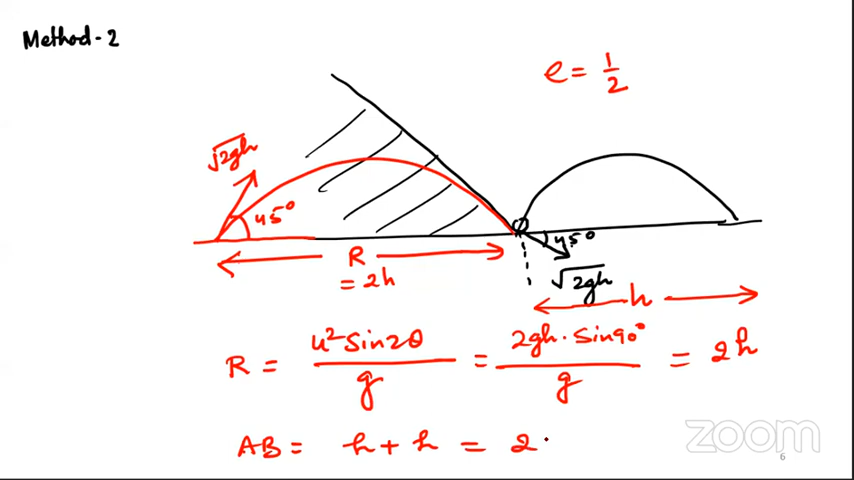 Method-2
e = 1/2
√2gh
45°
R
= 2h
45°
√2gh
h
R = u² sin2θ / g = 2gh · sin90° / g = 2h
AB = h + h = 2
zoom
6